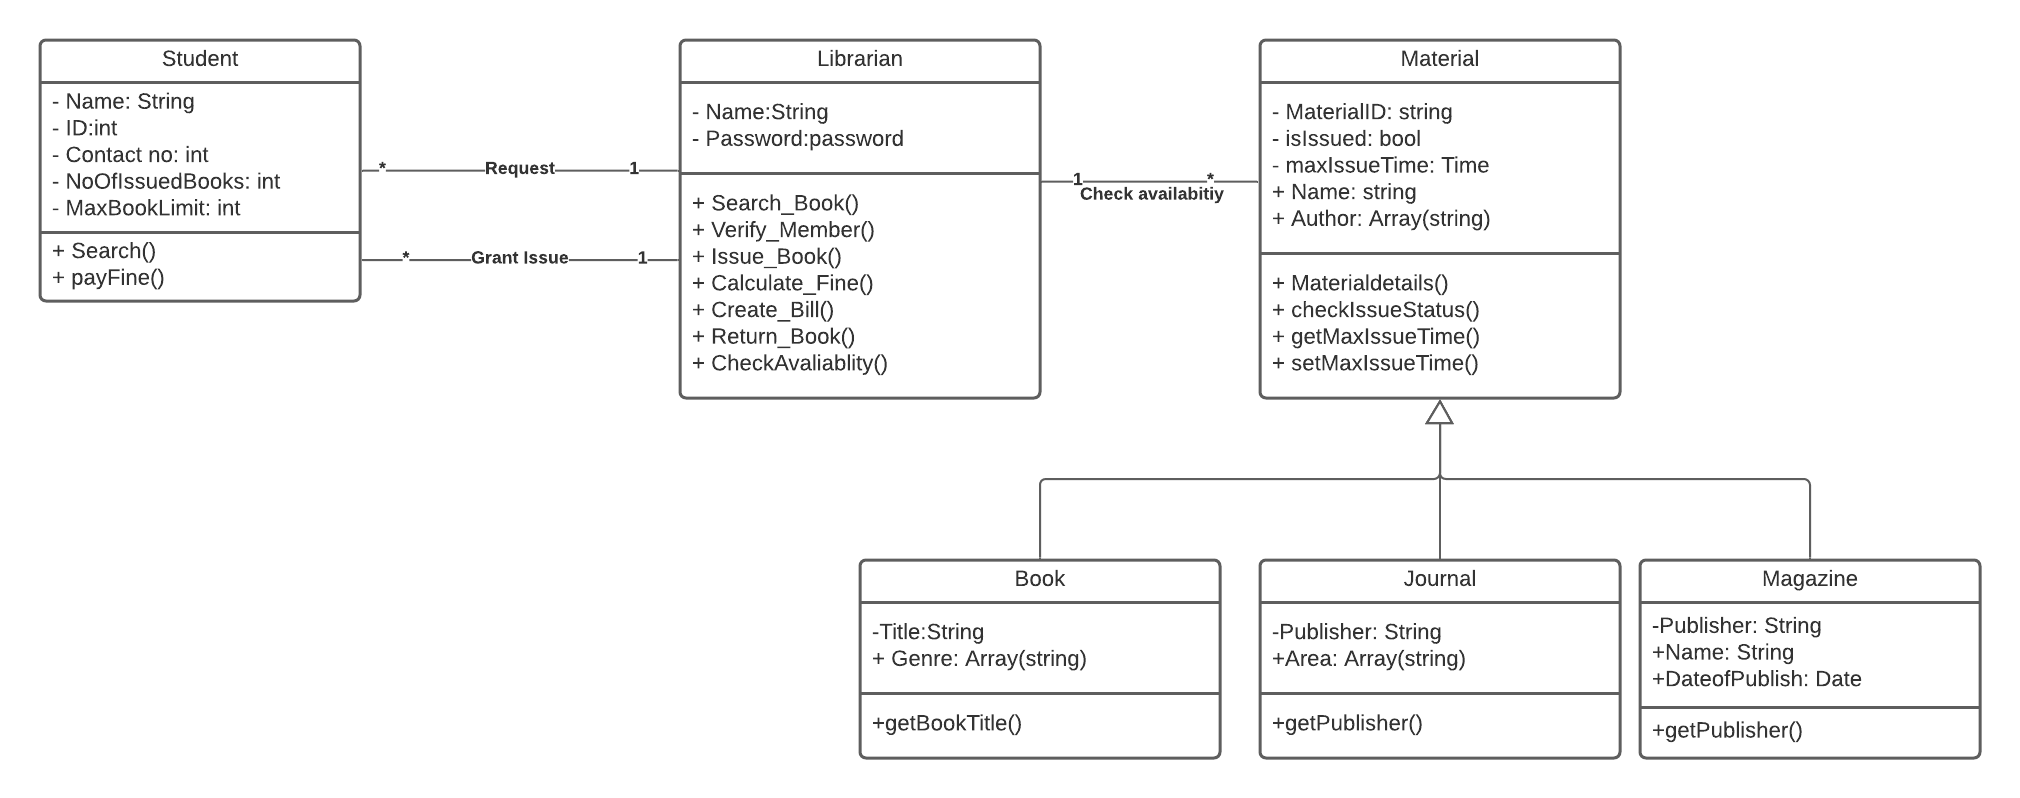 Student
- Name: String
- ID:int
- Contact no: int
- NoOfIssuedBooks: int
- MaxBookLimit: int
+ Search()
+ payFine()
* Request 1
* Grant Issue 1
Librarian
- Name:String
- Password:password
+ Search_Book()
+ Verify_Member()
+ Issue_Book()
+ Calculate_Fine()
+ Create_Bill()
+ Return_Book()
+ CheckAvaliablity()
1 *
Check availabitiy
Material
- MaterialID: string
- isIssued: bool
- maxIssueTime: Time
+ Name: string
+ Author: Array(string)
+ Materialdetails()
+ checkIssueStatus()
+ getMaxIssueTime()
+ setMaxIssueTime()
Book
-Title:String
+ Genre: Array(string)
+getBookTitle()
Journal
-Publisher: String
+Area: Array(string)
+getPublisher()
Magazine
-Publisher: String
+Name: String
+DateofPublish: Date
+getPublisher()